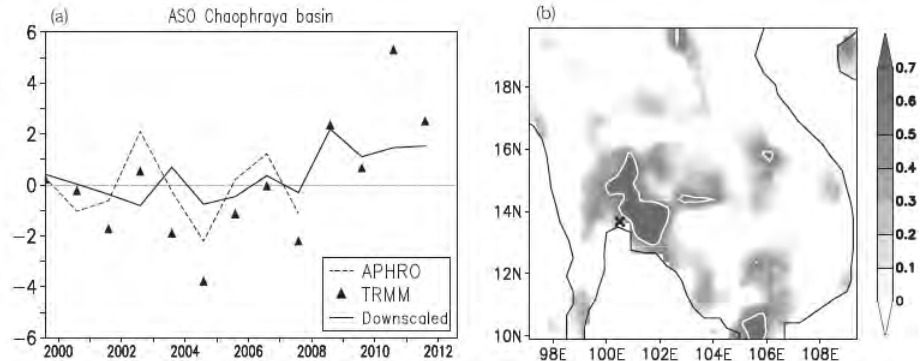 (a) ASO Chaophraya basin
6
4
2
0
-2
-4
-6
2000 2002 2004 2006 2008 2010 2012
APHRO
TRMM
Downscaled
(b)
18N
16N
14N
12N
10N
98E 100E 102E 104E 106E 108E
0.7
0.6
0.5
0.4
0.3
0.2
0.1
0